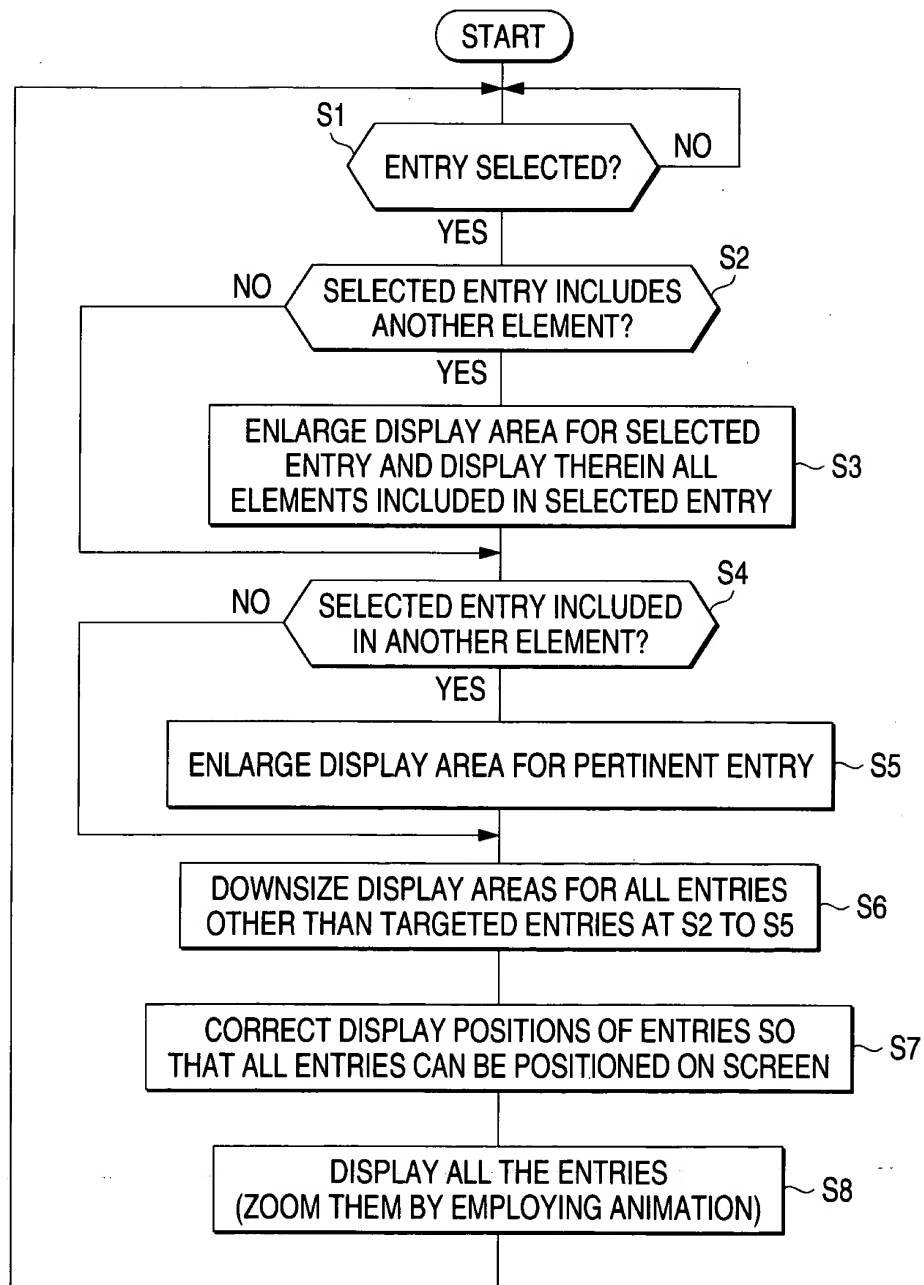 START
S1
ENTRY SELECTED?
NO
YES
S2
NO
SELECTED ENTRY INCLUDES
ANOTHER ELEMENT?
YES
ENLARGE DISPLAY AREA FOR SELECTED
ENTRY AND DISPLAY THEREIN ALL
ELEMENTS INCLUDED IN SELECTED ENTRY
S3
S4
NO
SELECTED ENTRY INCLUDED
IN ANOTHER ELEMENT?
YES
ENLARGE DISPLAY AREA FOR PERTINENT ENTRY
S5
DOWNSIZE DISPLAY AREAS FOR ALL ENTRIES
OTHER THAN TARGETED ENTRIES AT S2 TO S5
S6
CORRECT DISPLAY POSITIONS OF ENTRIES SO
THAT ALL ENTRIES CAN BE POSITIONED ON SCREEN
S7
DISPLAY ALL THE ENTRIES
(ZOOM THEM BY EMPLOYING ANIMATION)
S8